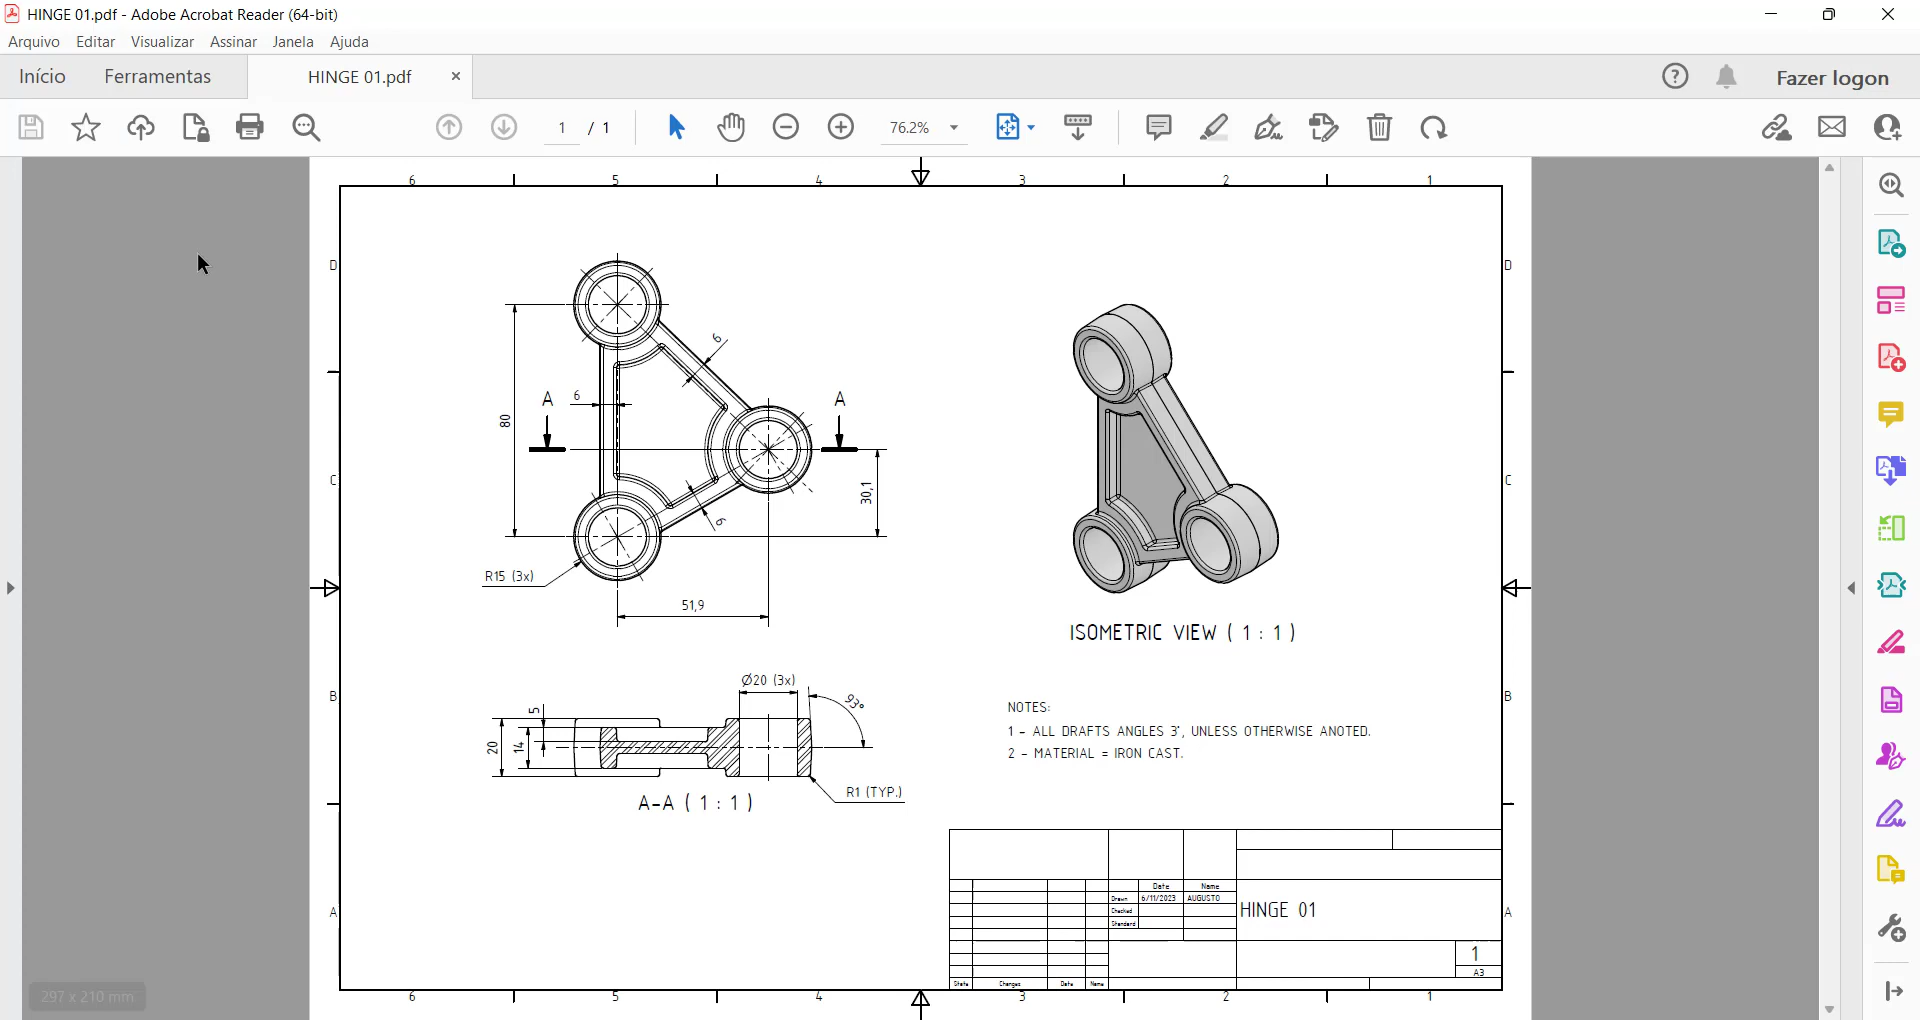 HINGE 01.pdf - Adobe Acrobat Reader (64-bit)
Arquivo Editar Visualizar Assinar Janela Ajuda
Início Ferramentas HINGE 01.pdf × Fazer logon
1 / 1 76.2%
6 5 4 3 2 1
D D
6
A 6 A
80
C C
30,1
6
R15 (3x)
51,9
ISOMETRIC VIEW ( 1 : 1 )
Ø20 (3x)
B B
93°
5
NOTES:
1 - ALL DRAFTS ANGLES 3°, UNLESS OTHERWISE ANOTED.
20 14
2 - MATERIAL = IRON CAST.
R1 (TYP.)
A-A ( 1 : 1 )
Date Name
Drawn 6/11/2023 AUGUSTO
Checked
Standard
HINGE 01
A A
1
A3
State Changes Date Name
297 x 210 mm
6 5 4 3 2 1